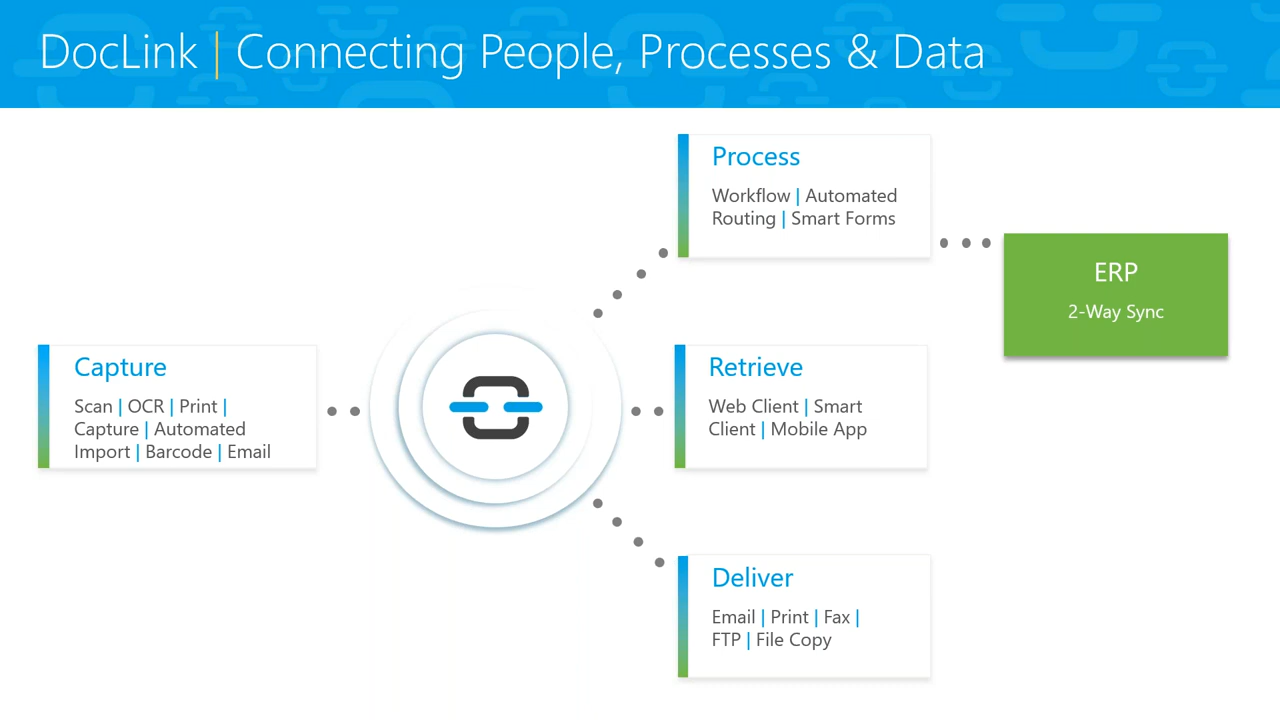 DocLink | Connecting People, Processes & Data
Process
Workflow | Automated
Routing | Smart Forms
ERP
2-Way Sync
Capture
Scan | OCR | Print |
Capture | Automated
Import | Barcode | Email
Retrieve
Web Client | Smart
Client | Mobile App
Deliver
Email | Print | Fax |
FTP | File Copy